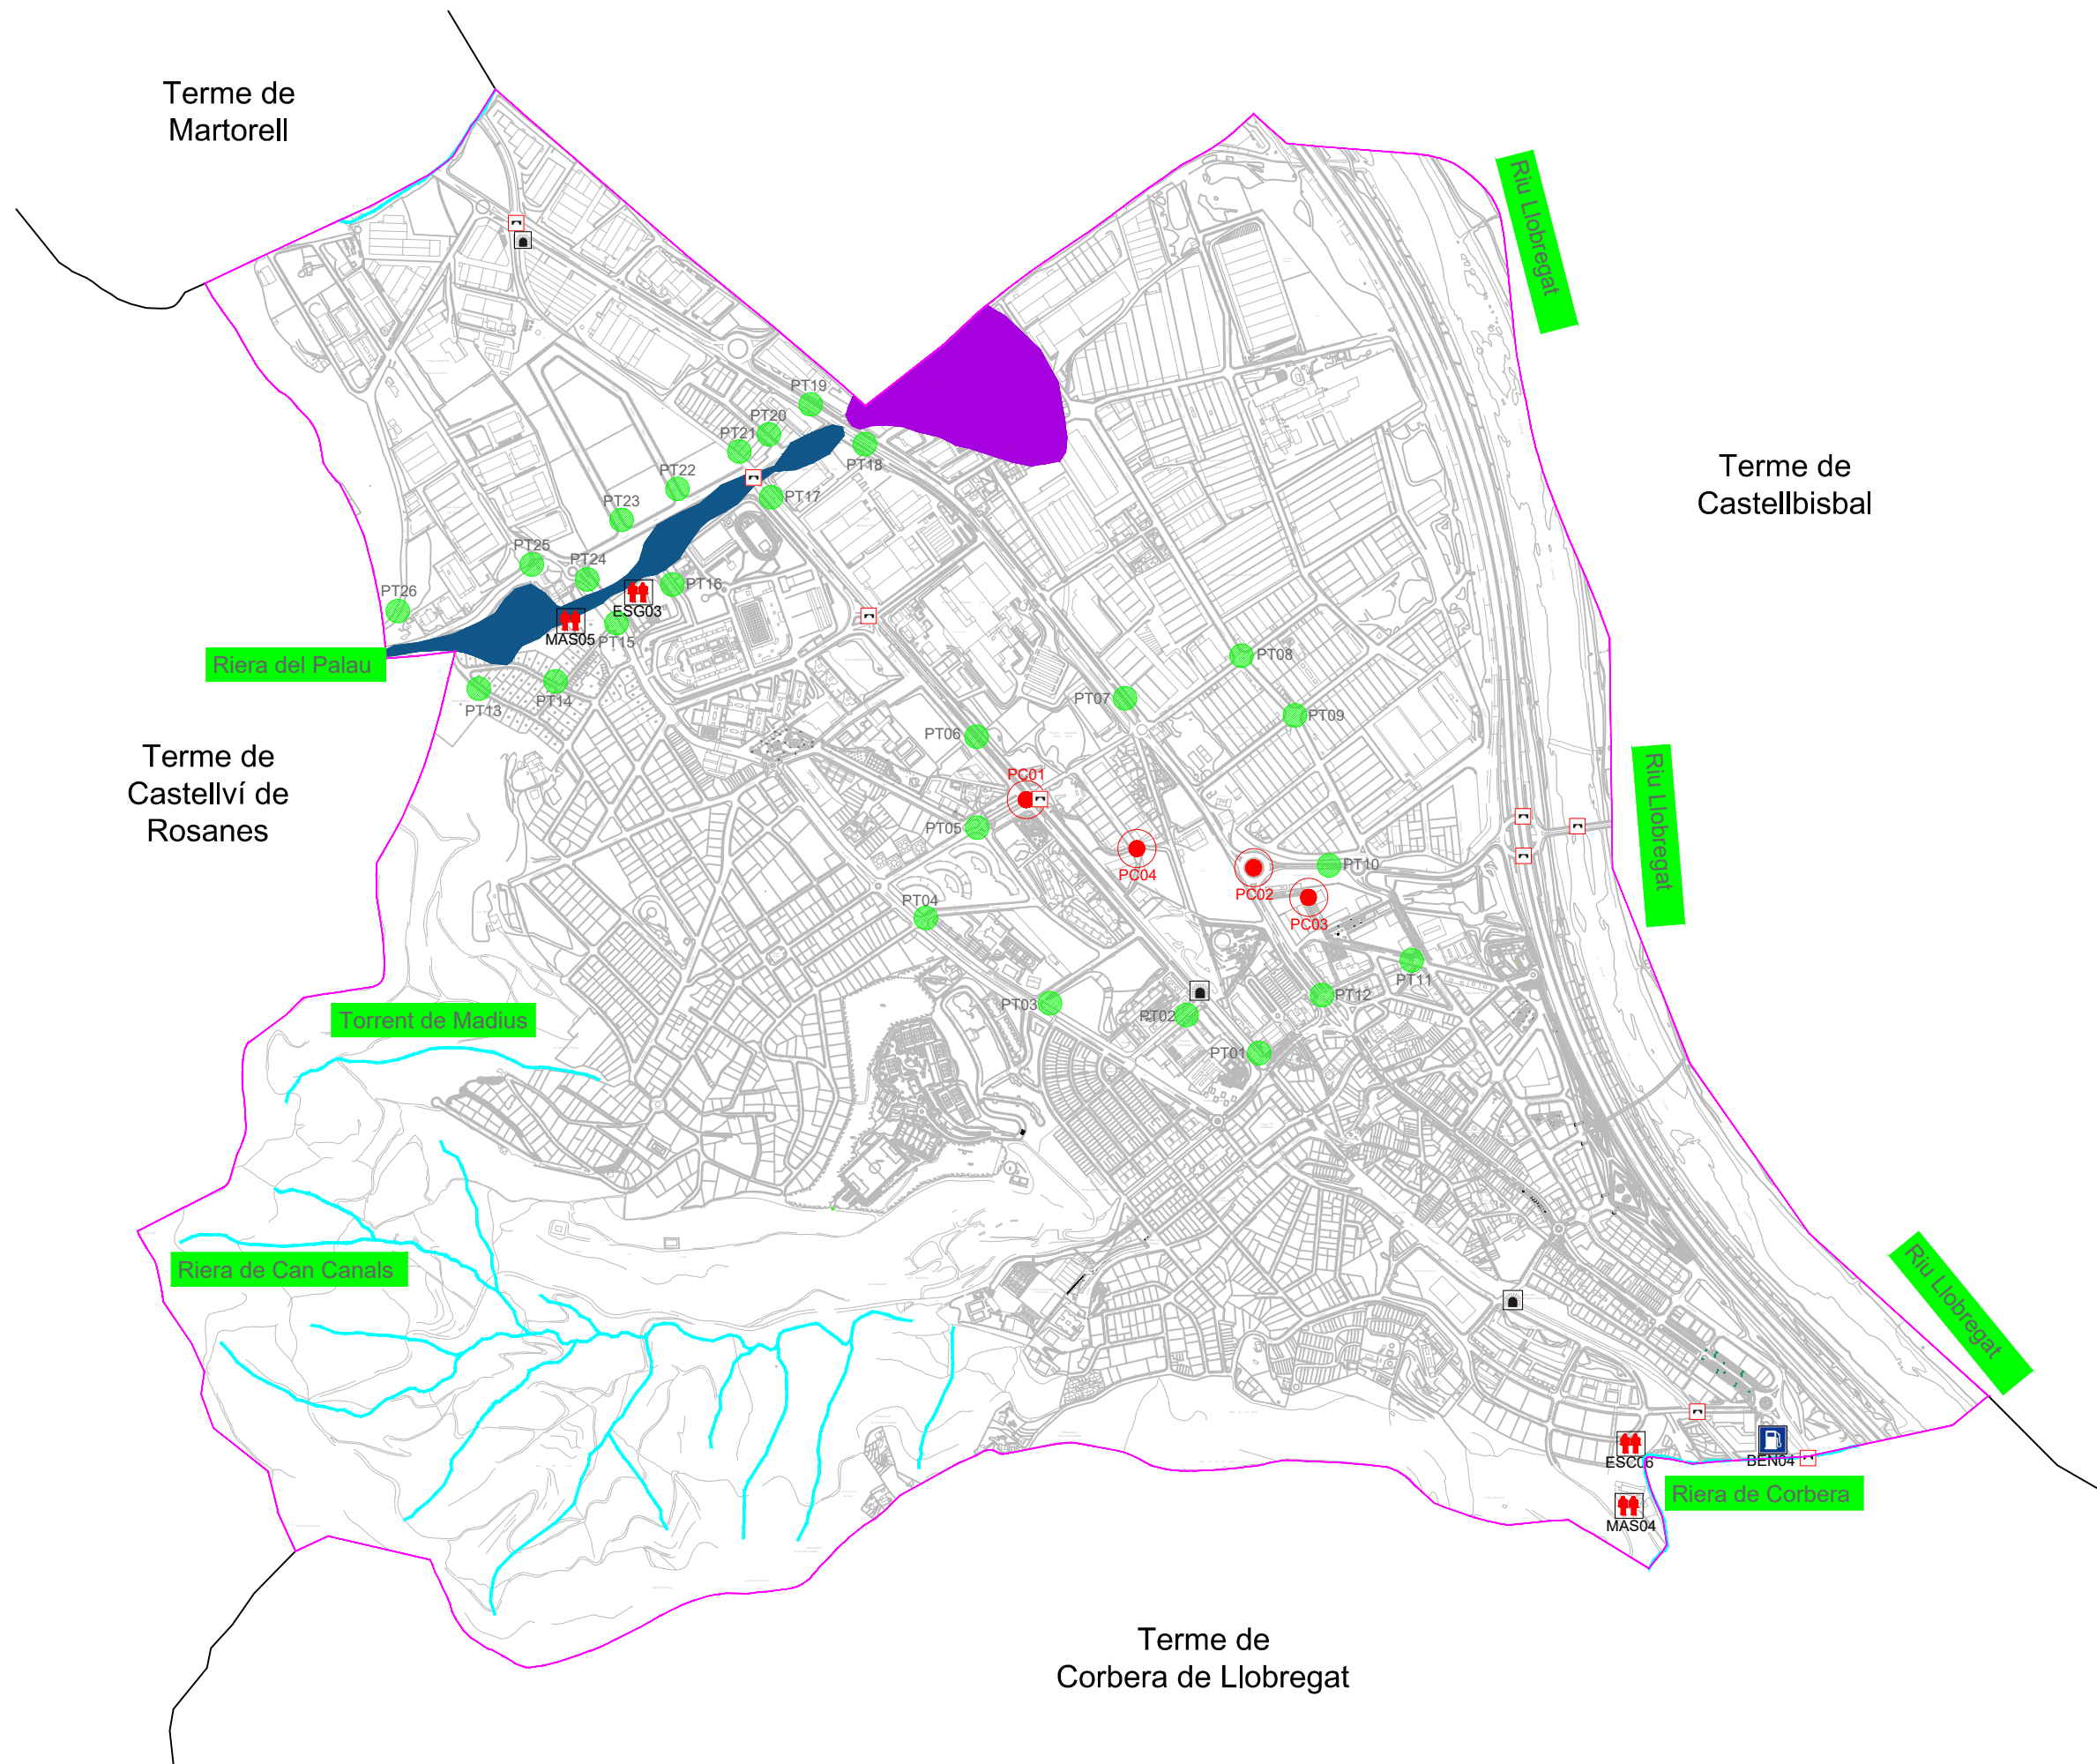 Terme de
Martorell
Riu Llobregat
PT19
PT20
PT21
PT18
PT22
PT17
PT23
Terme de
Castellbisbal
PT25
PT24
PT26
PT16
ESG03
MAS05
PT15
Riera del Palau
PT08
PT14
PT13
PT07
PT09
PT06
Terme de
Castellví de
Rosanes
PC01
Riu Llobregat
PT05
PC04
PT10
PC02
PT04
PC03
PT11
PT12
PT03
PT02
Torrent de Madius
PT01
Riera de Can Canals
Riu Llobregat
ESC06
BEN04
Riera de Corbera
MAS04
Terme de
Corbera de Llobregat